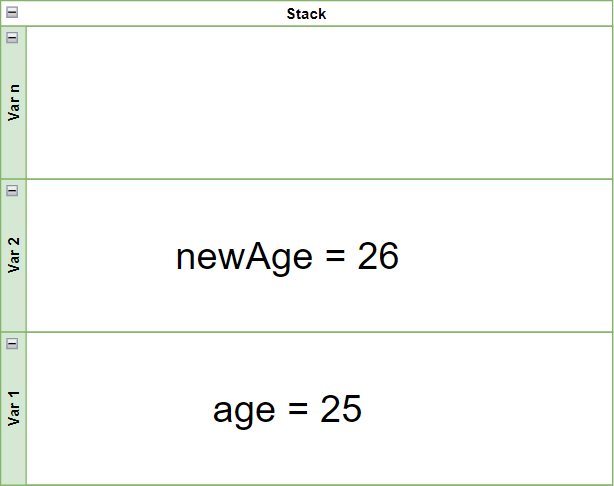 Stack
Var n
Var 2
newAge = 26
Var 1
age = 25